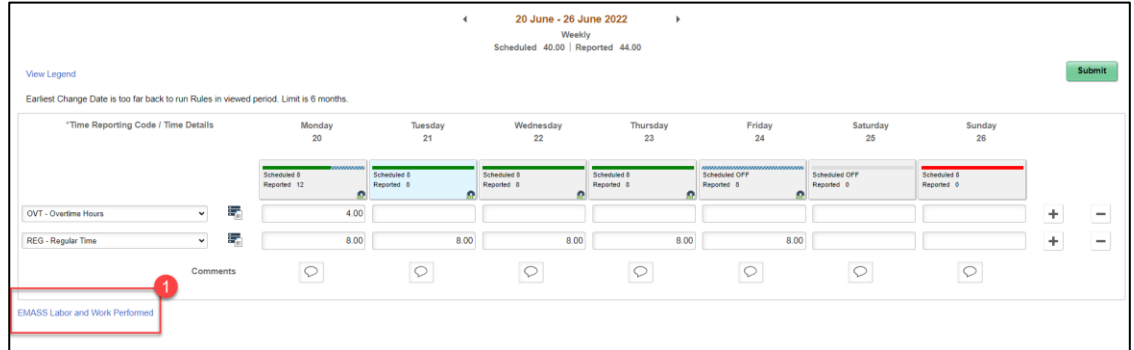 20 June - 26 June 2022
Weekly
Scheduled 40.00 | Reported 44.00
View Legend
Submit
Earliest Change Date is too far back to run Rules in viewed period. Limit is 6 months.
*Time Reporting Code / Time Details Monday Tuesday Wednesday Thursday Friday Saturday Sunday
20 21 22 23 24 25 26
Scheduled 8 Scheduled 8 Scheduled 8 Scheduled 8 Scheduled OFF Scheduled OFF Scheduled 8
Reported 12 Reported 8 Reported 8 Reported 8 Reported 8 Reported 0 Reported 0
OVT - Overtime Hours 4.00
REG - Regular Time 8.00 8.00 8.00 8.00 8.00
Comments
1
EMASS Labor and Work Performed